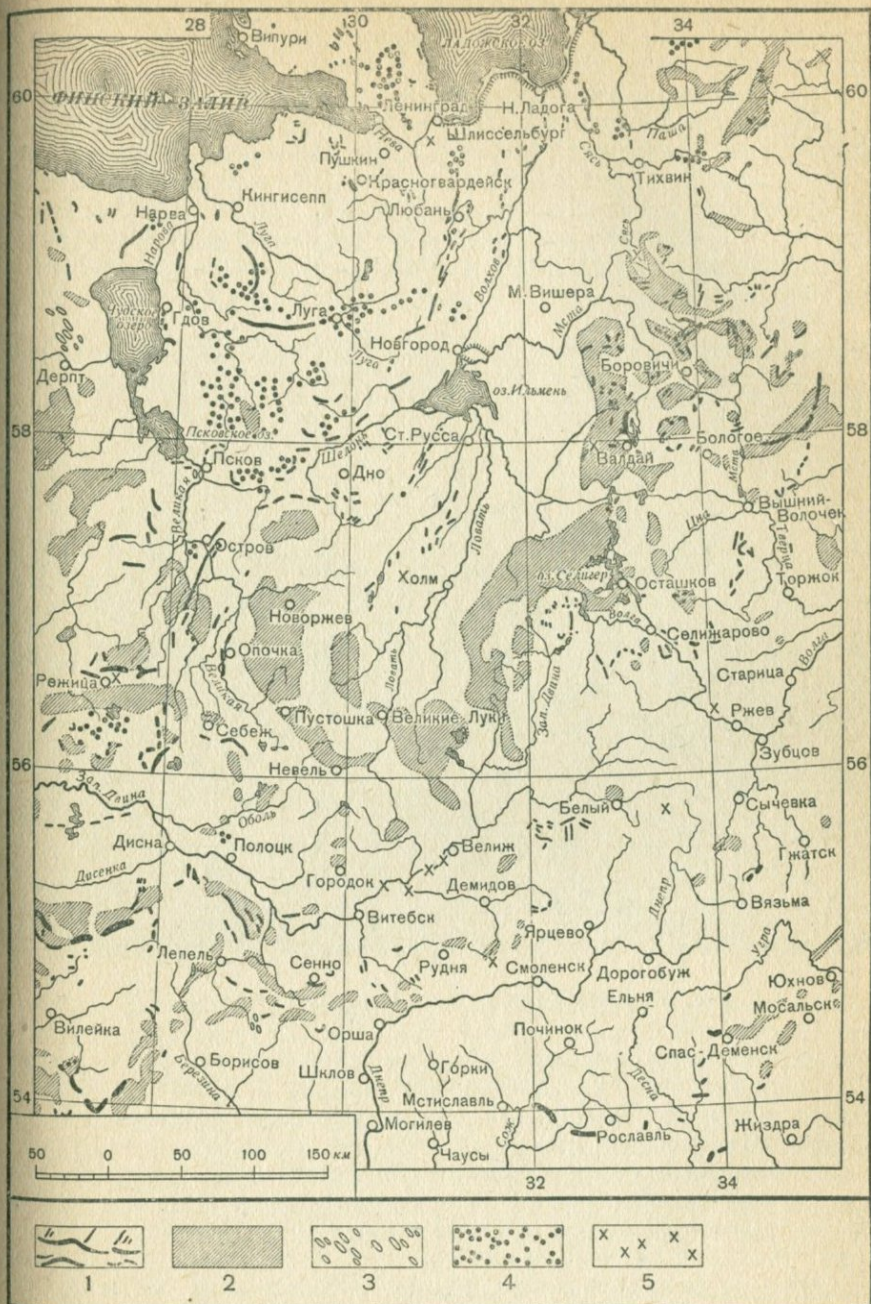 28 30 32 34
Випури
ЛАДОЖСКОЕ ОЗ.
60 60
ФИНСКИЙ ЗАЛИВ
Ленинград
Н.Ладога
Нева
Шлиссельбург
Паша
Пушкин
Сясь
Тихвин
Красногвардейск
Кингисепп
Любань
Нарва
Нарова
Луга
Сясь
Волхов
М.Вишера
Чудское
озеро
Гдов
Луга
Мста
Луга
Новгород
Дерпт
Боровичи
оз.Ильмень
58 58
Псковское оз.
Шелонь
Ст.Русса
Валдай
Бологое
Псков
Дно
Мста
Великая
Ловать
Вышний-
Волочек
Цна
Тверца
Остров
Холм
оз.Селигер
Осташков
Торжок
Новоржев
Волга
Селижарово
Опочка
Великая
Ловать
Зап.Двина
Старица
Волга
Режица
Пустошка
Великие Луки
Себеж
Ржев
Зубцов
Невель
56 56
Зап.Двина
Оболь
Белый
Сычевка
Дисна
Полоцк
Велиж
Гжатск
Дисенка
Городок
Демидов
Днепр
Вязьма
Витебск
Ярцево
Угра
Лепель
Сенно
Рудня
Смоленск
Дорогобуж
Юхнов
Ельня
Мосальск
Вилейка
Орша
Починок
Спас-Деменск
Борисов
Березина
Шклов
Днепр
Горки
Десна
Мстиславль
54 54
Могилев
Сож
Рославль
Жиздра
Чаусы
50 0 50 100 150 км
32 34
1 2 3 4 5